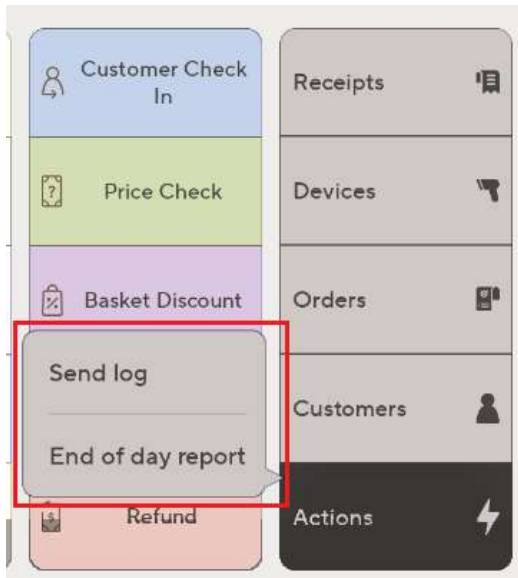 Customer Check
In
Price Check
Basket Discount
Send log
End of day report
Refund
Receipts
Devices
Orders
Customers
Actions